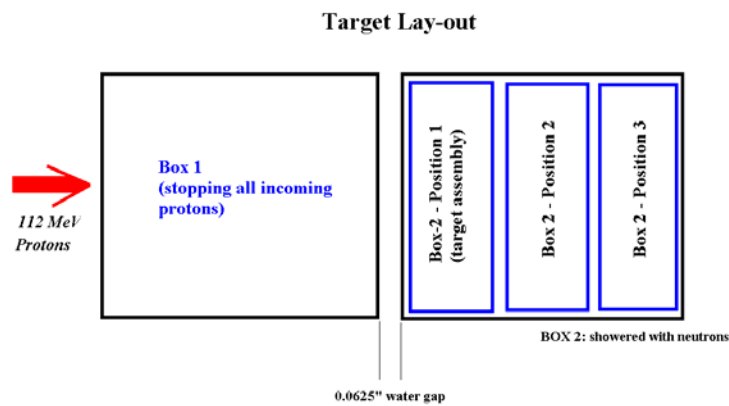 Target Lay-out
Box 1
(stopping all incoming
protons)
112 MeV
Protons
Box-2 - Position 1
(target assembly)
Box 2 - Position 2
Box 2 - Position 3
BOX 2: showered with neutrons
0.0625" water gap